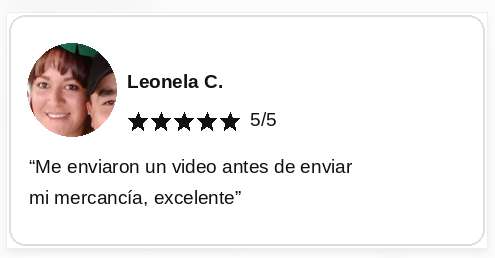 Leonela C.
★★★★★ 5/5
“Me enviaron un video antes de enviar
mi mercancía, excelente”